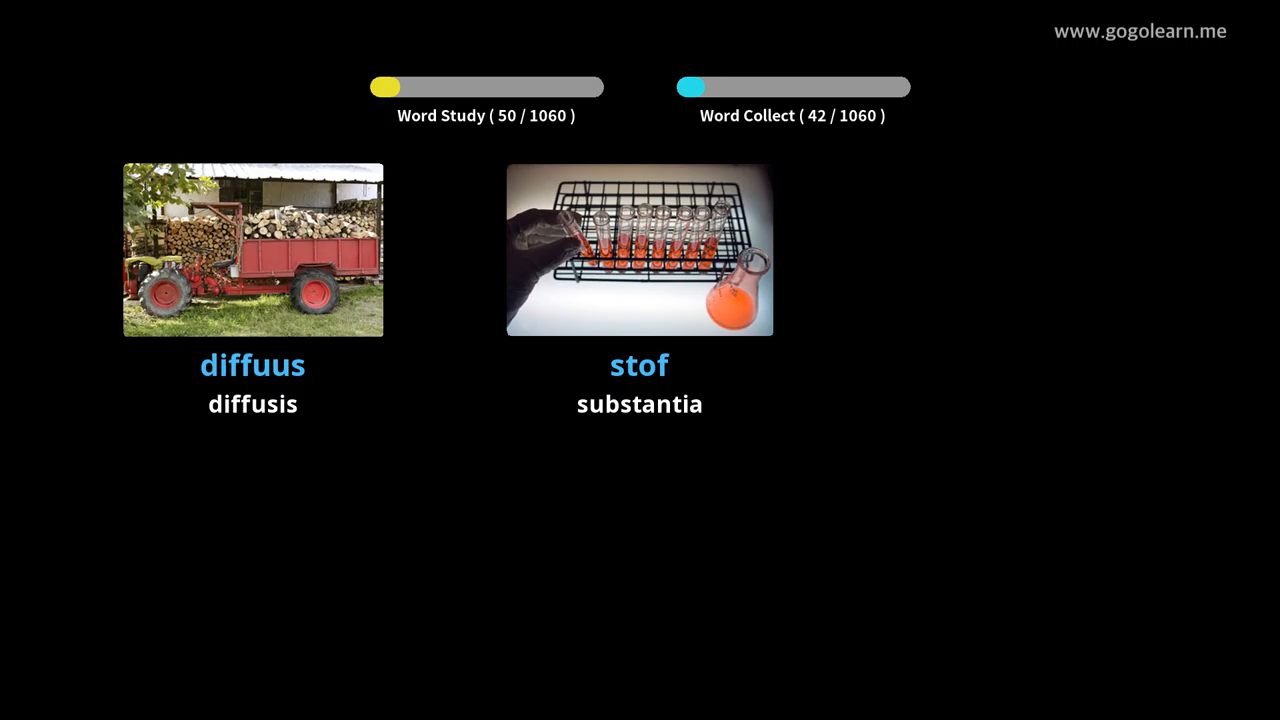 www.gogolearn.me
Word Study ( 50 / 1060 )
Word Collect ( 42 / 1060 )
diffuus
diffusis
stof
substantia